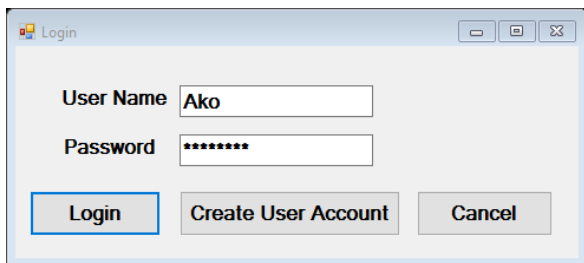 Login
User Name Ako
Password ********
Login Create User Account Cancel